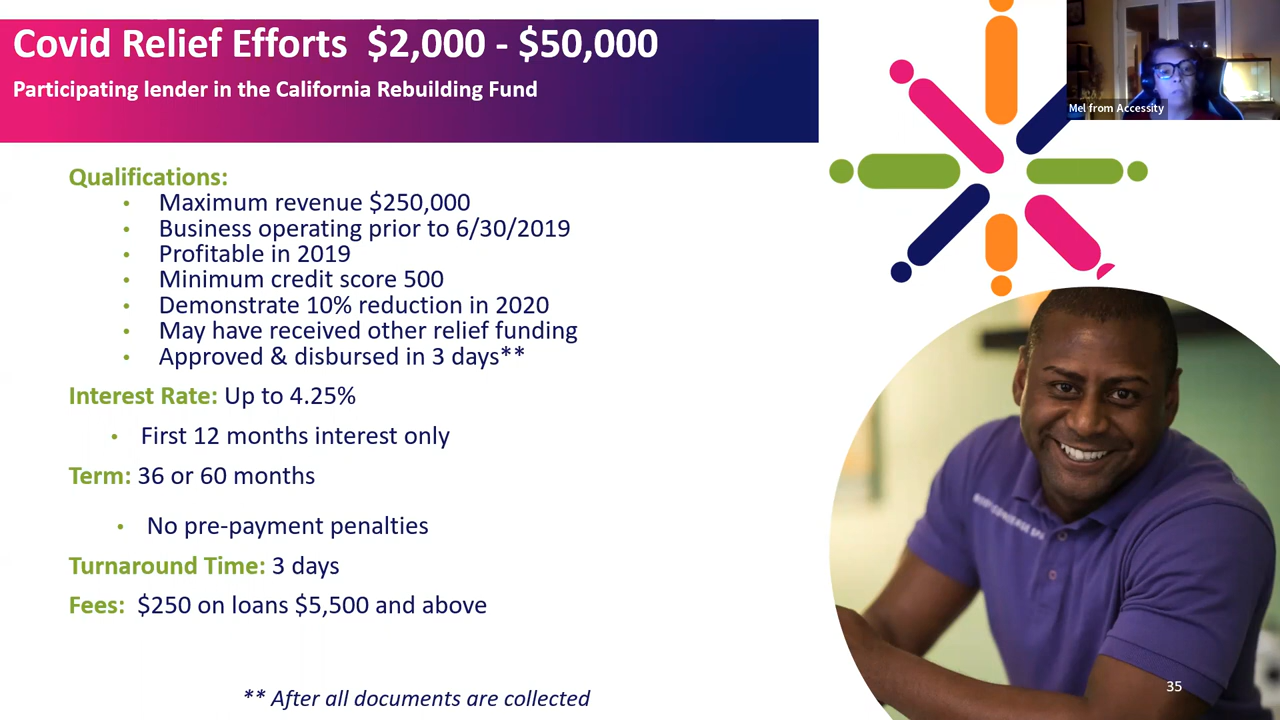 Covid Relief Efforts $2,000 - $50,000
Participating lender in the California Rebuilding Fund
Mel from Accessity
Qualifications:
• Maximum revenue $250,000
• Business operating prior to 6/30/2019
• Profitable in 2019
• Minimum credit score 500
• Demonstrate 10% reduction in 2020
• May have received other relief funding
• Approved & disbursed in 3 days**
Interest Rate: Up to 4.25%
• First 12 months interest only
Term: 36 or 60 months
• No pre-payment penalties
Turnaround Time: 3 days
Fees: $250 on loans $5,500 and above
** After all documents are collected
35